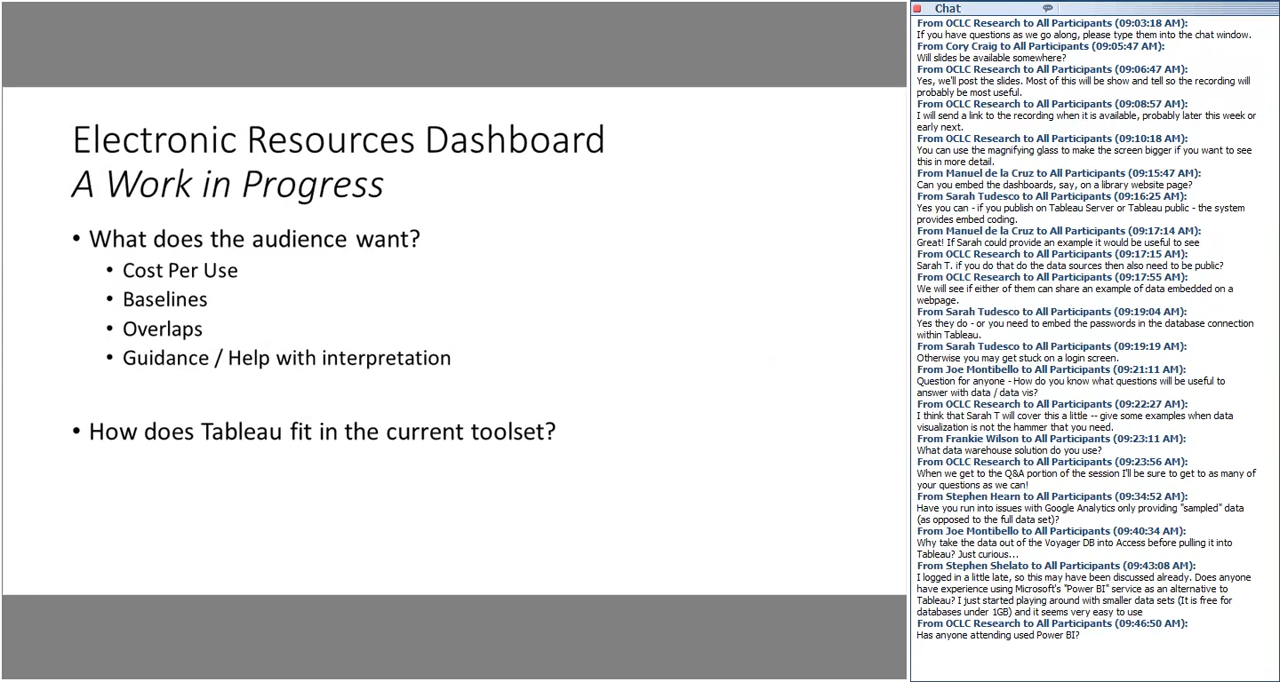 Electronic Resources Dashboard
A Work in Progress
• What does the audience want?
• Cost Per Use
• Baselines
• Overlaps
• Guidance / Help with interpretation
• How does Tableau fit in the current toolset?
Chat
From OCLC Research to All Participants (09:03:18 AM):
If you have questions as we go along, please type them into the chat window.
From Cory Craig to All Participants (09:05:47 AM):
Will slides be available somewhere?
From OCLC Research to All Participants (09:06:47 AM):
Yes, we'll post the slides. Most of this will be show and tell so the recording will
probably be most useful.
From OCLC Research to All Participants (09:08:57 AM):
I will send a link to the recording when it is available, probably later this week or
early next.
From OCLC Research to All Participants (09:10:18 AM):
You can use the magnifying glass to make the screen bigger if you want to see
this in more detail.
From Manuel de la Cruz to All Participants (09:15:47 AM):
Can you embed the dashboards, say, on a library website page?
From Sarah Tudesco to All Participants (09:16:25 AM):
Yes you can - if you publish on Tableau Server or Tableau public - the system
provides embed coding.
From Manuel de la Cruz to All Participants (09:17:14 AM):
Great! If Sarah could provide an example it would be useful to see
From OCLC Research to All Participants (09:17:15 AM):
Sarah T. if you do that do the data sources then also need to be public?
From OCLC Research to All Participants (09:17:55 AM):
We will see if either of them can share an example of data embedded on a
webpage.
From Sarah Tudesco to All Participants (09:19:04 AM):
Yes they do - or you need to embed the passwords in the database connection
within Tableau.
From Sarah Tudesco to All Participants (09:19:19 AM):
Otherwise you may get stuck on a login screen.
From Joe Montibello to All Participants (09:21:11 AM):
Question for anyone - How do you know what questions will be useful to
answer with data / data vis?
From OCLC Research to All Participants (09:22:27 AM):
I think that Sarah T will cover this a little -- give some examples when data
visualization is not the hammer that you need.
From Frankie Wilson to All Participants (09:23:11 AM):
What data warehouse solution do you use?
From OCLC Research to All Participants (09:23:56 AM):
When we get to the Q&A portion of the session I'll be sure to get to as many of
your questions as we can!
From Stephen Hearn to All Participants (09:34:52 AM):
Have you run into issues with Google Analytics only providing "sampled" data
(as opposed to the full data set)?
From Joe Montibello to All Participants (09:40:34 AM):
Why take the data out of the Voyager DB into Access before pulling it into
Tableau? Just curious...
From Stephen Shelato to All Participants (09:43:08 AM):
I logged in a little late, so this may have been discussed already. Does anyone
have experience using Microsoft's "Power BI" service as an alternative to
Tableau? I just started playing around with smaller data sets (It is free for
databases under 1GB) and it seems very easy to use
From OCLC Research to All Participants (09:46:50 AM):
Has anyone attending used Power BI?